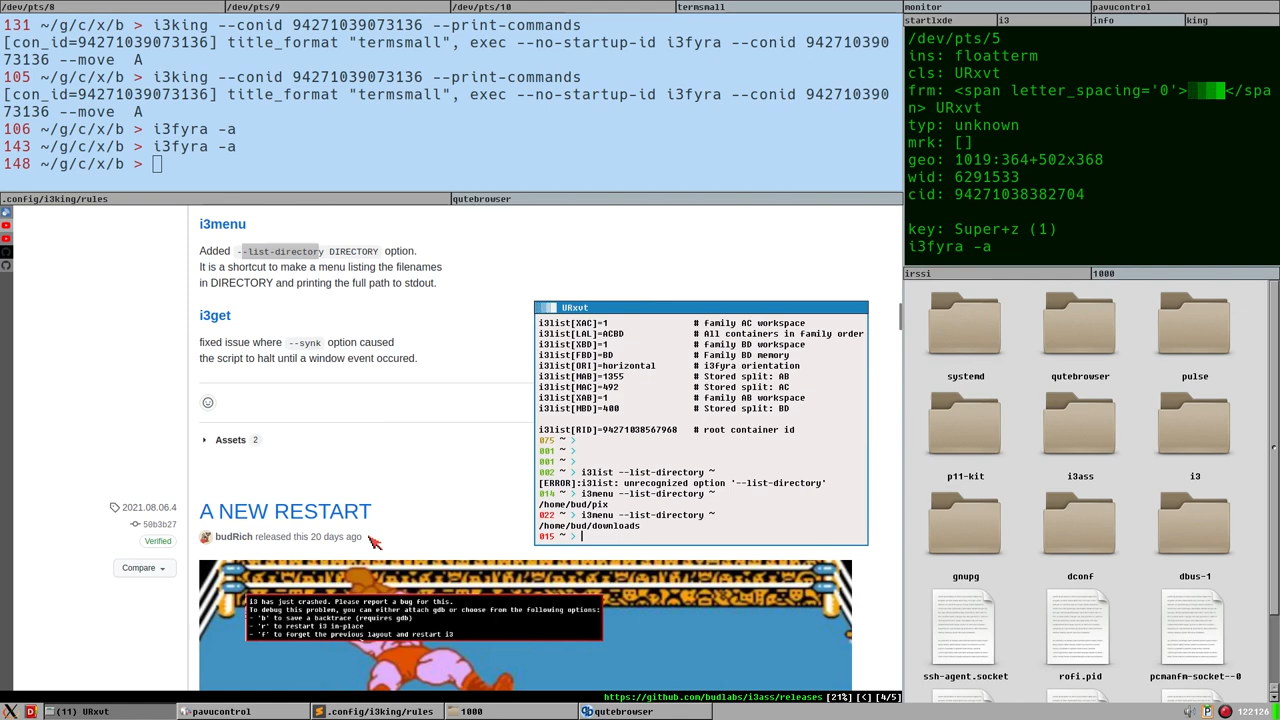 /dev/pts/8
/dev/pts/9
/dev/pts/10
termsmall
131 ~/g/c/x/b > i3king --conid 94271039073136 --print-commands
[con_id=94271039073136] title_format "termsmall", exec --no-startup-id i3fyra --conid 942710390
73136 --move  A
105 ~/g/c/x/b > i3king --conid 94271039073136 --print-commands
[con_id=94271039073136] title_format "termsmall", exec --no-startup-id i3fyra --conid 942710390
73136 --move  A
106 ~/g/c/x/b > i3fyra -a
143 ~/g/c/x/b > i3fyra -a
148 ~/g/c/x/b >
monitor
pavucontrol
startlxde
i3
info
king
/dev/pts/5
ins: floatterm
cls: URxvt
frm: <span letter_spacing='0'></spa
n> URxvt
typ: unknown
mrk: []
geo: 1019:364+502x368
wid: 6291533
cid: 94271038382704
key: Super+z (1)
i3fyra -a
.config/i3king/rules
qutebrowser
i3menu
Added --list-directory DIRECTORY option.
It is a shortcut to make a menu listing the filenames
in DIRECTORY and printing the full path to stdout.
i3get
fixed issue where --synk option caused
the script to halt until a window event occured.
Assets 2
2021.08.06.4
50b3b27
Verified
Compare
A NEW RESTART
budRich released this 20 days ago
i3 has just crashed. Please report a bug for this.
To debug this problem, you can either attach gdb or choose from the following options:
- 'b' to save a backtrace (requires gdb)
- 'r' to restart i3 in-place
- 'f' to forget the previous layout and restart i3
URxvt
i3list[XAC]=1 # family AC workspace
i3list[LAL]=ACBD # All containers in family order
i3list[XBD]=1 # family BD workspace
i3list[FBD]=BD # Family BD memory
i3list[ORI]=horizontal # i3fyra orientation
i3list[MAB]=1355 # Stored split: AB
i3list[MAC]=492 # Stored split: AC
i3list[XAB]=1 # family AB workspace
i3list[MBD]=400 # Stored split: BD
i3list[RID]=94271038567968 # root container id
075 ~ >
001 ~ >
001 ~ >
002 ~ > i3list --list-directory ~
[ERROR]:i3list: unrecognized option '--list-directory'
014 ~ > i3menu --list-directory ~
/home/bud/pix
022 ~ > i3menu --list-directory ~
/home/bud/downloads
015 ~ >
https://github.com/budlabs/i3ass/releases [21%] [<] [4/5]
irssi
1000
systemd
qutebrowser
pulse
p11-kit
i3ass
i3
gnupg
dconf
dbus-1
ssh-agent.socket
rofi.pid
pcmanfm-socket--0
(11) URxvt
pavucontrol
.config/i3king/rules
1000
qutebrowser
122126